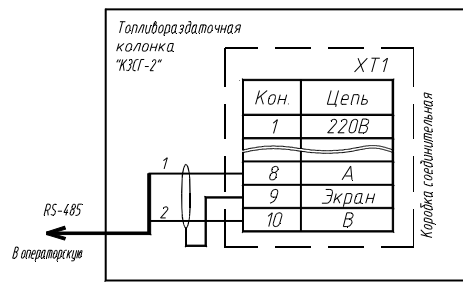 Топливораздаточная
колонка
"КЗСГ-2"
XT1
Кон. Цепь
1 220В
8 A
9 Экран
10 B
1
2
RS-485
В операторскую
Коробка соединительная